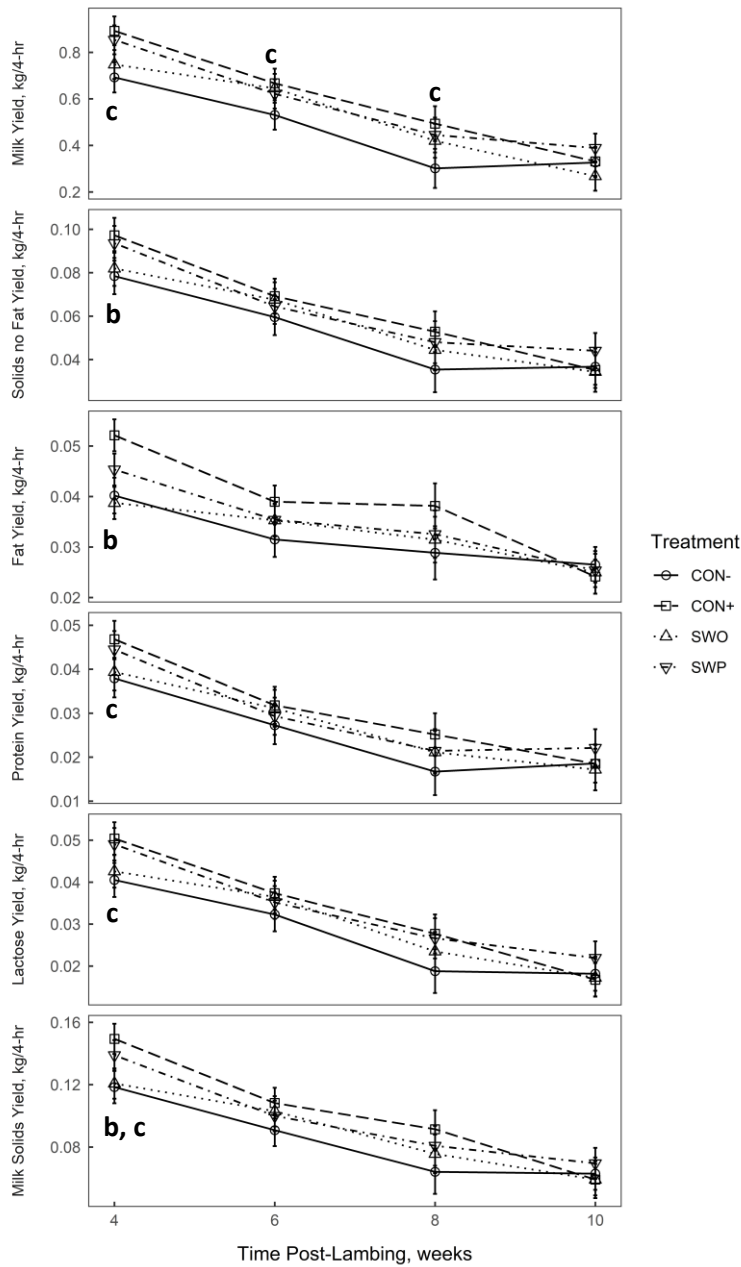 Milk Yield, kg/4-hr
0.8
0.6
0.4
0.2
c
c
c
Solids no Fat Yield, kg/4-hr
0.10
0.08
0.06
0.04
b
Fat Yield, kg/4-hr
0.05
0.04
0.03
0.02
b
Protein Yield, kg/4-hr
0.05
0.04
0.03
0.02
0.01
c
Lactose Yield, kg/4-hr
0.05
0.04
0.03
0.02
c
Milk Solids Yield, kg/4-hr
0.16
0.12
0.08
b, c
4 6 8 10
Time Post-Lambing, weeks
Treatment
CON-
CON+
SWO
SWP